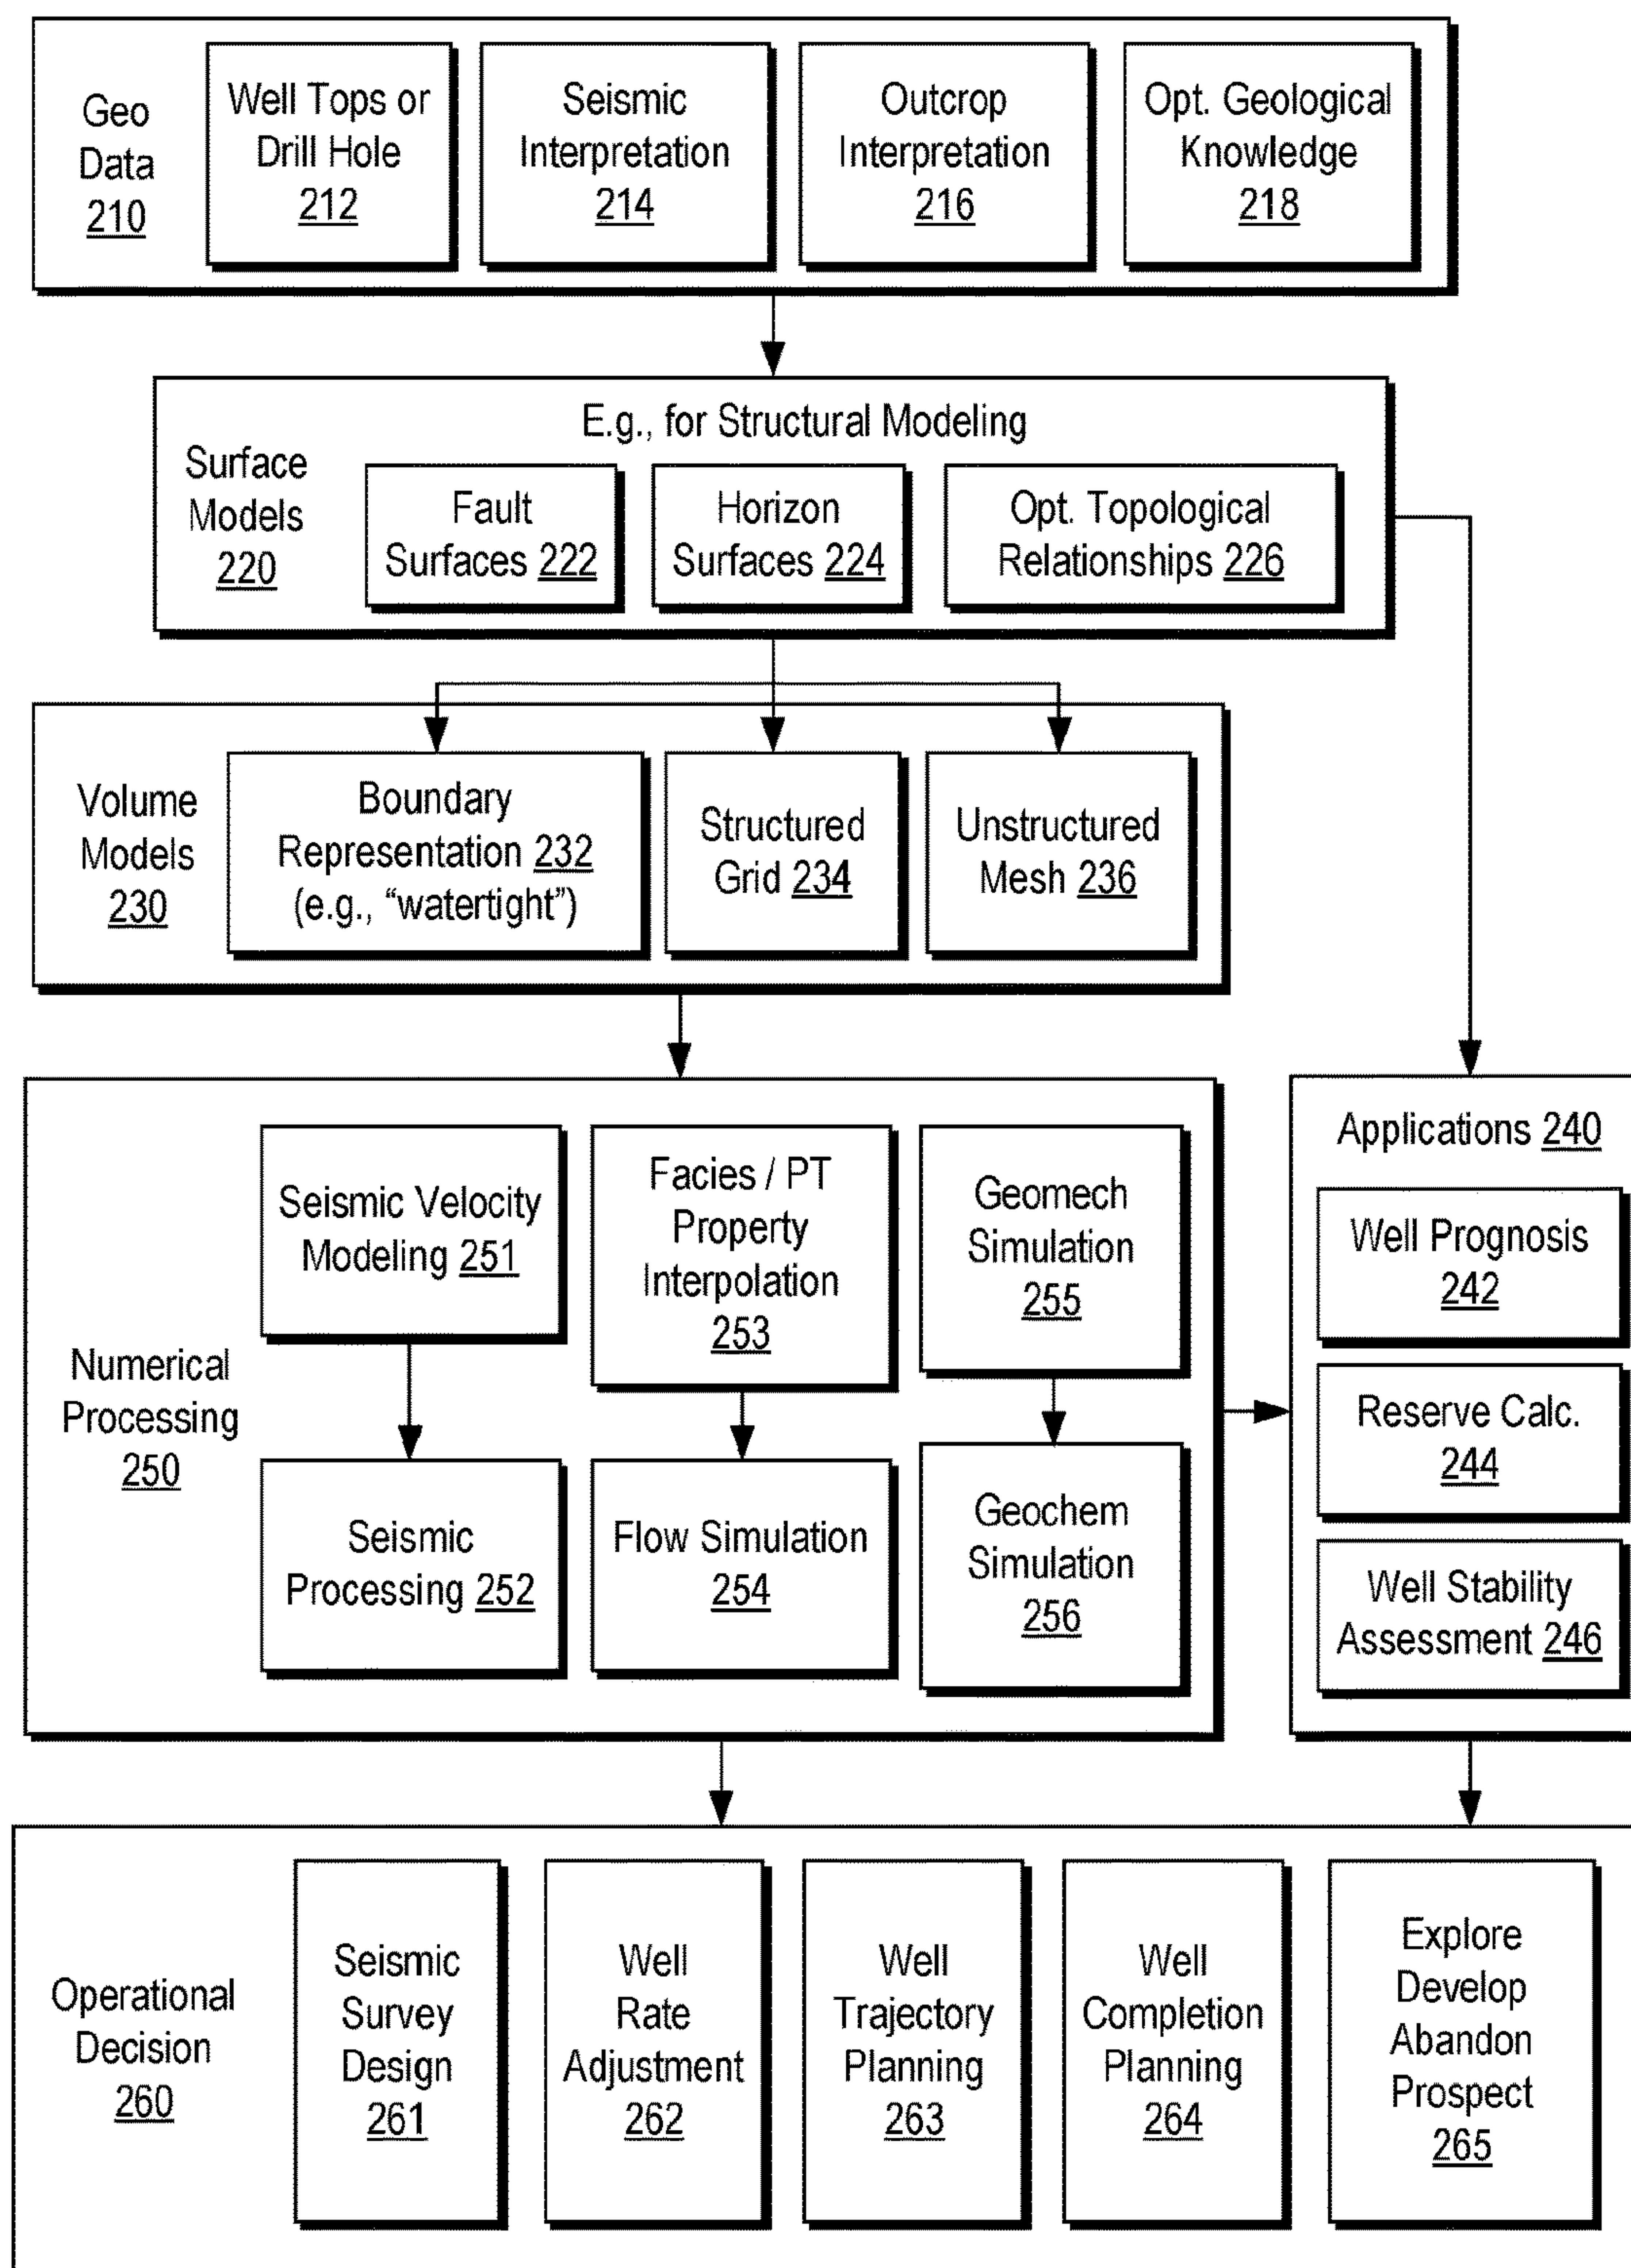 Geo
Data
210
Well Tops or
Drill Hole
212
Seismic
Interpretation
214
Outcrop
Interpretation
216
Opt. Geological
Knowledge
218
E.g., for Structural Modeling
Surface
Models
220
Fault
Surfaces 222
Horizon
Surfaces 224
Opt. Topological
Relationships 226
Volume
Models
230
Boundary
Representation 232
(e.g., “watertight”)
Structured
Grid 234
Unstructured
Mesh 236
Numerical
Processing
250
Seismic Velocity
Modeling 251
Seismic
Processing 252
Facies / PT
Property
Interpolation
253
Flow Simulation
254
Geomech
Simulation
255
Geochem
Simulation
256
Applications 240
Well Prognosis
242
Reserve Calc.
244
Well Stability
Assessment 246
Operational
Decision
260
Seismic
Survey
Design
261
Well
Rate
Adjustment
262
Well
Trajectory
Planning
263
Well
Completion
Planning
264
Explore
Develop
Abandon
Prospect
265